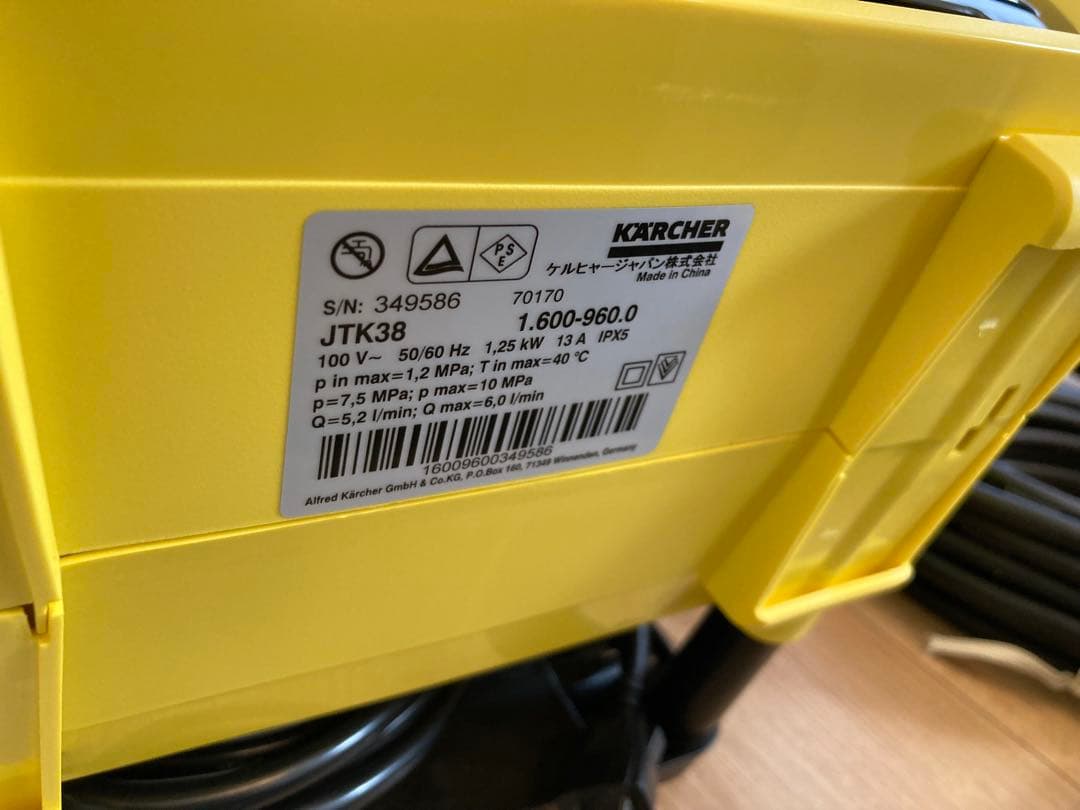 KÄRCHER
ケルヒャージャパン株式会社
Made in China
PSE
S/N: 349586 70170
JTK38 1.600-960.0
100 V~ 50/60 Hz 1,25 kW 13 A IPX5
p in max=1,2 MPa; T in max=40 °C
p=7,5 MPa; p max=10 MPa
Q=5,2 l/min; Q max=6,0 l/min
16009600349586
Alfred Kärcher GmbH & Co.KG, P.O.Box 160, 71349 Winnenden, Germany